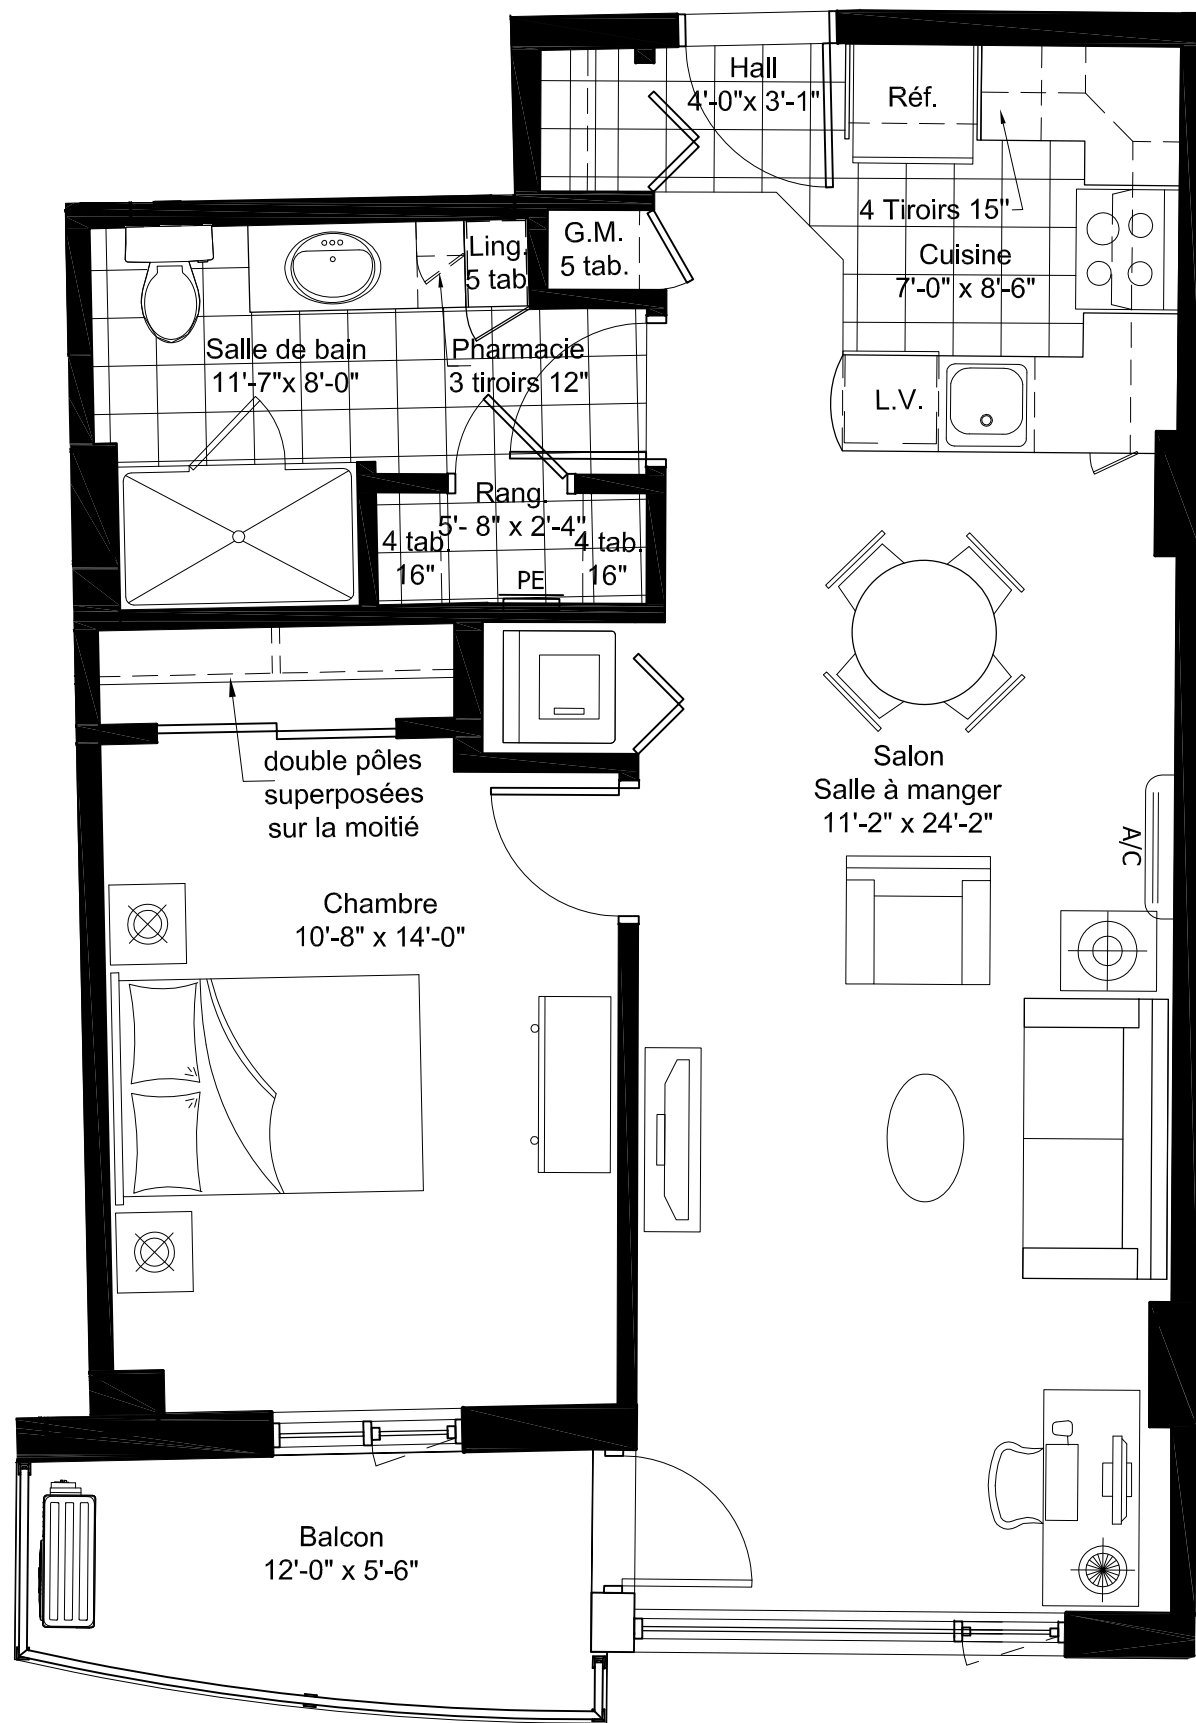 Hall
4'-0"x 3'-1"
Réf.
4 Tiroirs 15"
Cuisine
7'-0" x 8'-6"
G.M.
5 tab.
Ling.
5 tab.
Salle de bain
11'-7"x 8'-0"
Pharmacie
3 tiroirs 12"
L.V.
Rang.
5'- 8" x 2'-4"
4 tab.
16"
4 tab.
16"
PE
double pôles
superposées
sur la moitié
Salon
Salle à manger
11'-2" x 24'-2"
A/C
Chambre
10'-8" x 14'-0"
Balcon
12'-0" x 5'-6"